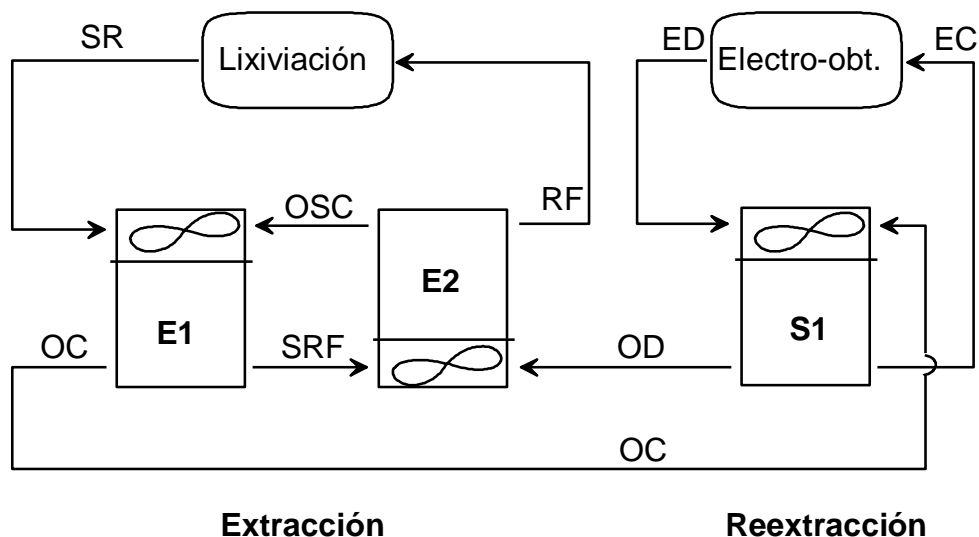 SR
Lixiviación
ED
Electro-obt.
EC
OSC
RF
E2
E1
S1
OC
SRF
OD
OC
Extracción
Reextracción